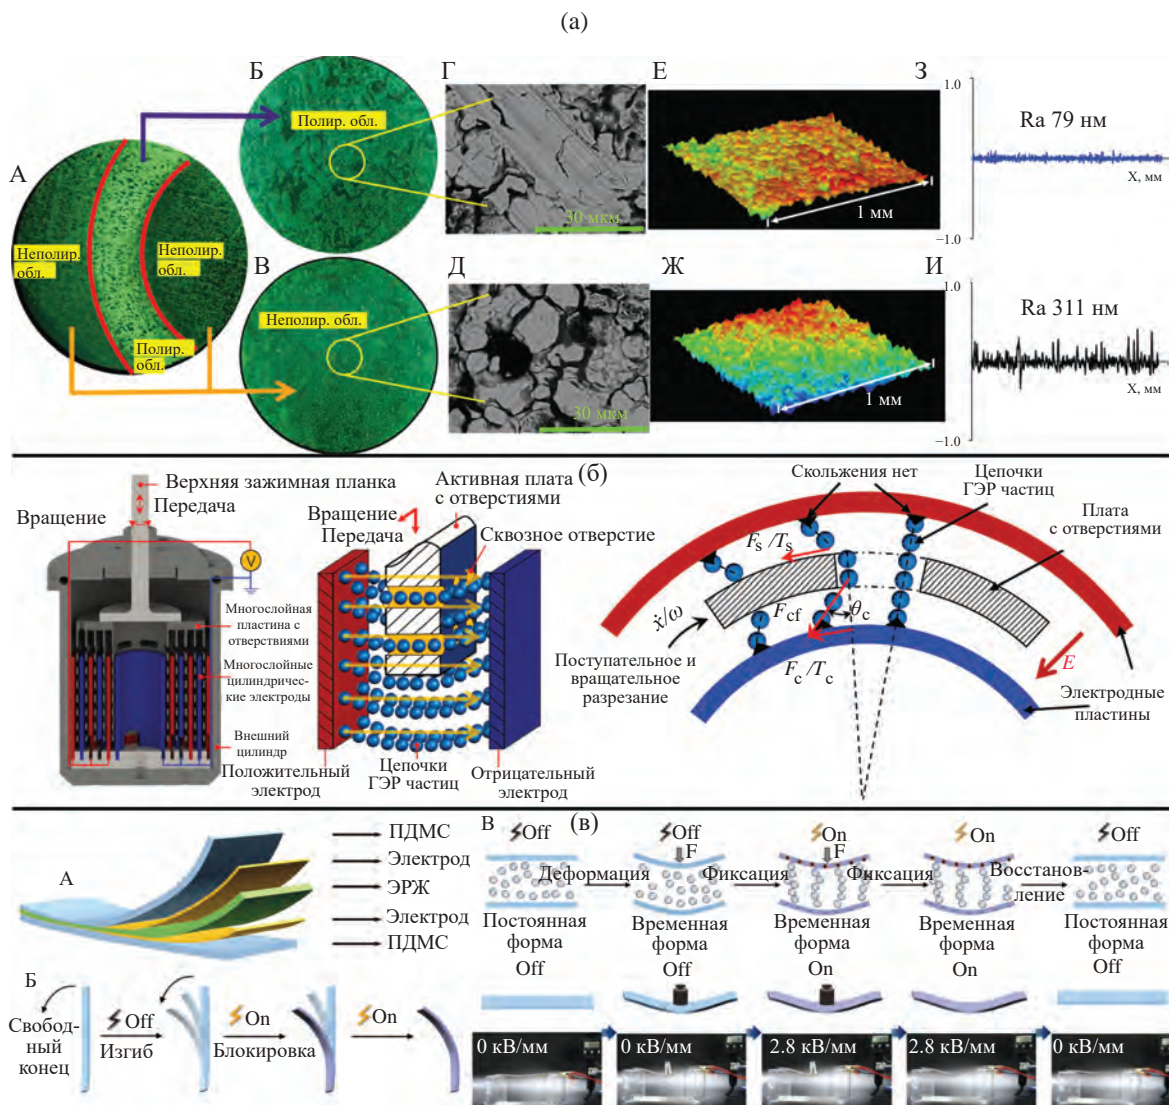 (а)
А
Б
Г
Е
З
Полир. обл.
30 мкм
1 мм
1.0
Ra 79 нм
X, мм
−1.0
Неполир.
обл.
Неполир.
обл.
Полир.
обл.
В
Д
Ж
И
Неполир. обл.
30 мкм
1 мм
1.0
Ra 311 нм
X, мм
−1.0
(б)
Верхняя зажимная планка
Передача
Вращение
V
Многослойная
пластина с
отвествиями
Многослойные
цилиндричес-
кие электроды
Внешний
цилиндр
Активная плата
с отверстиями
Вращение
Передача
Сквозное отверстие
Положительный
электрод
Цепочки
ГЭР частиц
Отрицательный
электрод
Скольжения нет
Цепочки
ГЭР частиц
Плата
с отверстиями
Fs /Ts
Fcf
θc
ẋ/ω
Fc /Tc
E
Поступательное и
вращательное
разрезание
Электродные
пластины
(в)
А
ПДМС
Электрод
ЭРЖ
Электрод
ПДМС
Б
Свобод-
ный
конец
Off
Изгиб
On
Блокировка
On
В
Off
Off
On
On
Off
F
F
Деформация
Фиксация
Фиксация
Восстанов-
ление
Постоянная
форма
Временная
форма
Временная
форма
Временная
форма
Постоянная
форма
Off
Off
On
On
Off
0 кВ/мм
0 кВ/мм
2.8 кВ/мм
2.8 кВ/мм
0 кВ/мм